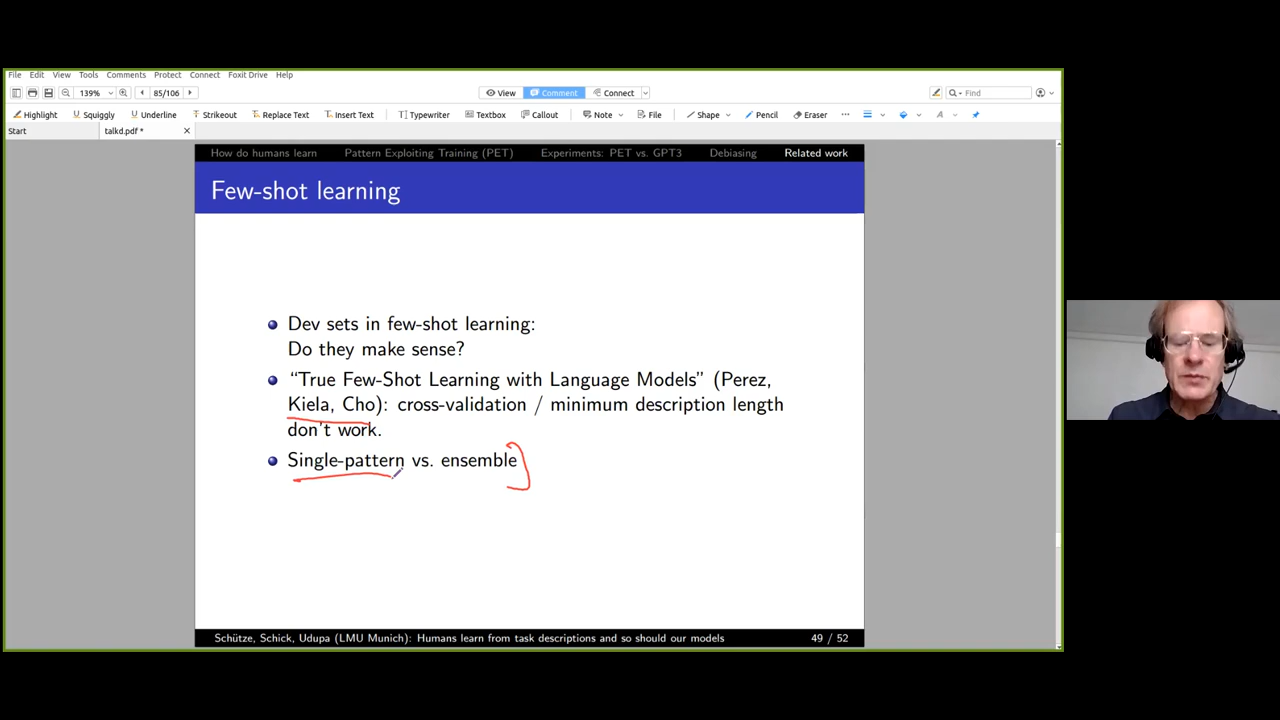 File Edit View Tools Comments Protect Connect Foxit Drive Help
139% 85/106 View Comment Connect Find
Highlight Squiggly Underline Strikeout Replace Text Insert Text Typewriter Textbox Callout Note File Shape Pencil Eraser
Start talkd.pdf *
How do humans learn Pattern Exploiting Training (PET) Experiments: PET vs. GPT3 Debiasing Related work
Few-shot learning
Dev sets in few-shot learning:
Do they make sense?
“True Few-Shot Learning with Language Models” (Perez,
Kiela, Cho): cross-validation / minimum description length
don't work.
Single-pattern vs. ensemble
Schütze, Schick, Udupa (LMU Munich): Humans learn from task descriptions and so should our models 49 / 52